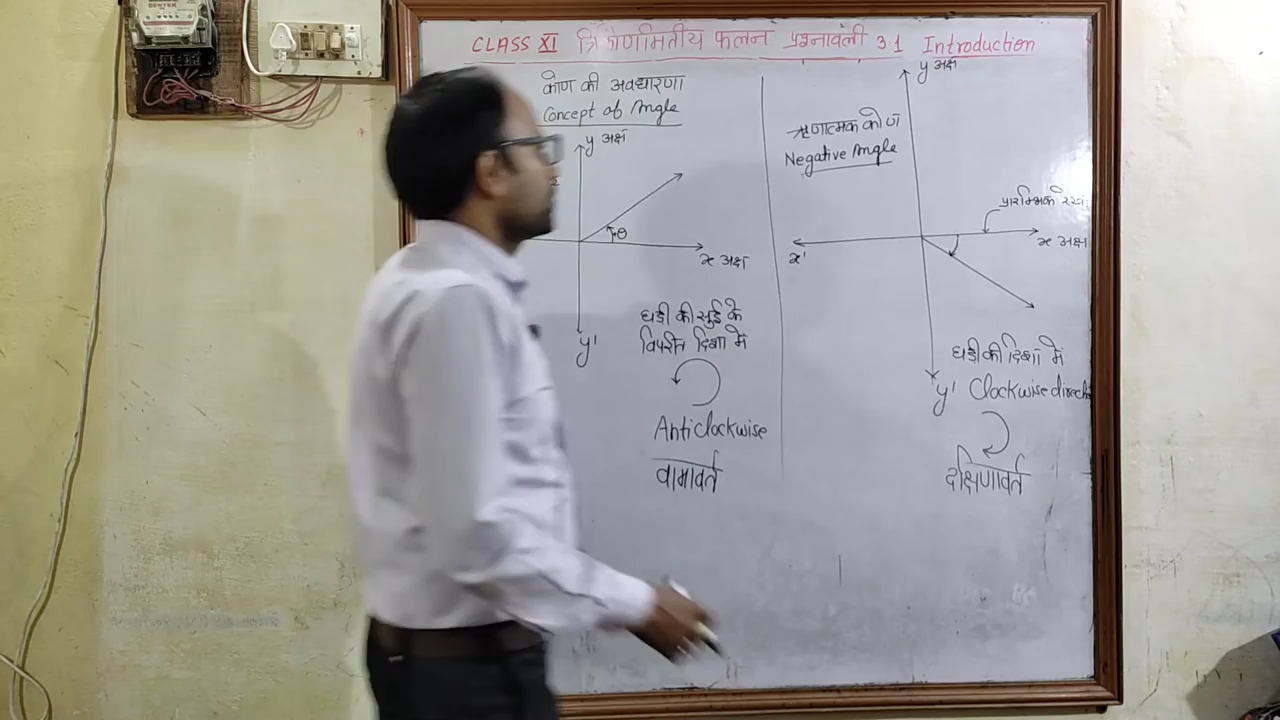 CLASS XI त्रिकोणमितीय फलन प्रश्नावली 3.1 Introduction
कोण की अवधारणा
Concept of Angle
y अक्ष
θ
x अक्ष
y'
घड़ी की सुई के
विपरीत दिशा में
Anticlockwise
वामावर्त
y अक्ष
ऋणात्मक कोण
Negative Angle
प्रारम्भिक रेखा
x'
x अक्ष
घड़ी की दिशा में
y' Clockwise
दक्षिणावर्त